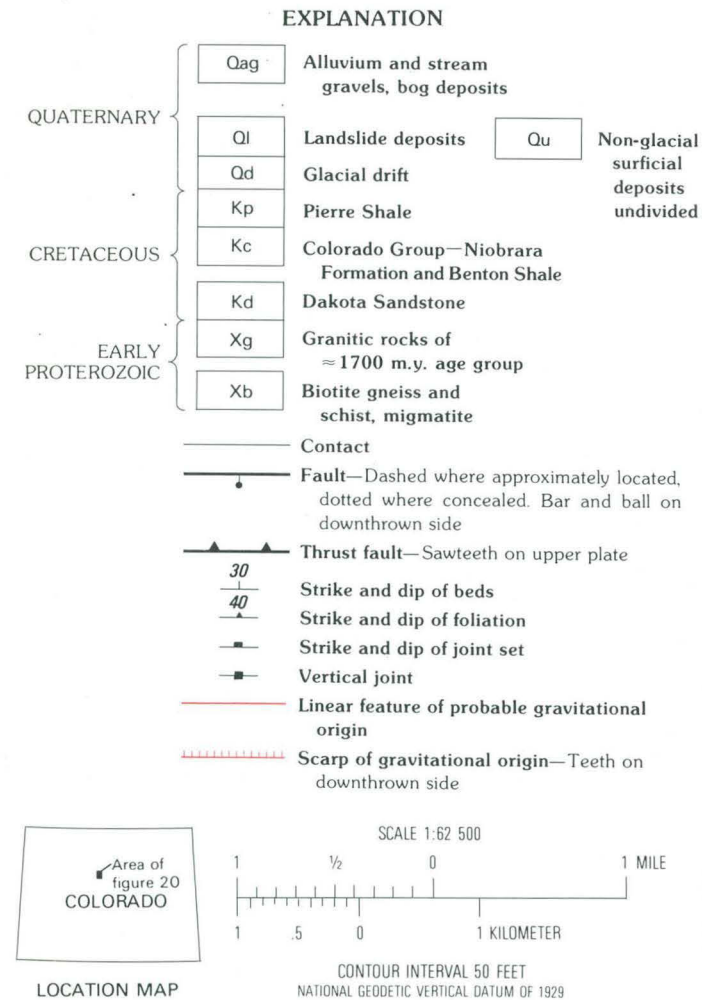 EXPLANATION
QUATERNARY
Qag
Alluvium and stream
gravels, bog deposits
Ql
Landslide deposits
Qu
Non-glacial
surficial
deposits
undivided
Qd
Glacial drift
CRETACEOUS
Kp
Pierre Shale
Kc
Colorado Group—Niobrara
Formation and Benton Shale
Kd
Dakota Sandstone
EARLY
PROTEROZOIC
Xg
Granitic rocks of
≈1700 m.y. age group
Xb
Biotite gneiss and
schist, migmatite
Contact
Fault—Dashed where approximately located,
dotted where concealed. Bar and ball on
downthrown side
Thrust fault—Sawteeth on upper plate
30
Strike and dip of beds
40
Strike and dip of foliation
Strike and dip of joint set
Vertical joint
Linear feature of probable gravitational
origin
Scarp of gravitational origin—Teeth on
downthrown side
Area of
figure 20
COLORADO
LOCATION MAP
SCALE 1:62 500
1 ½ 0 1 MILE
1 .5 0 1 KILOMETER
CONTOUR INTERVAL 50 FEET
NATIONAL GEODETIC VERTICAL DATUM OF 1929